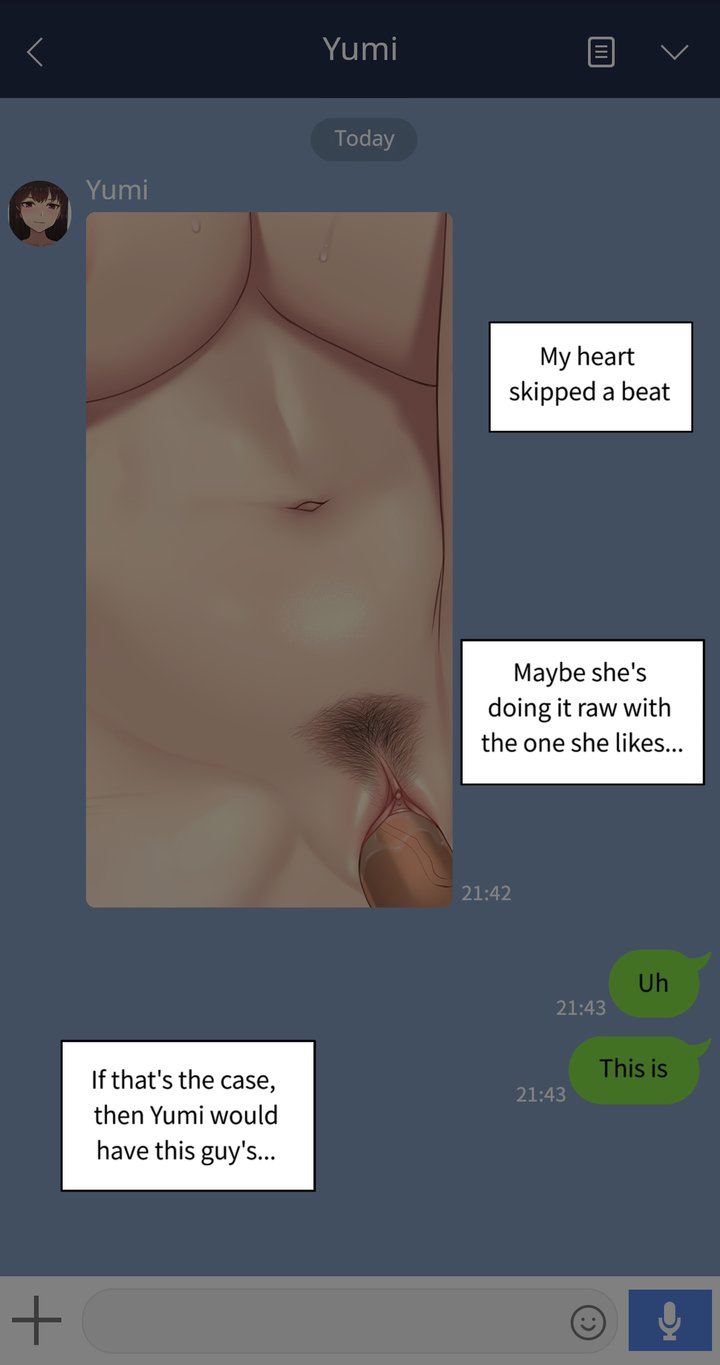 Yumi
Today
Yumi
My heart
skipped a beat
Maybe she's
doing it raw with
the one she likes...
21:42
Uh
21:43
This is
21:43
If that's the case,
then Yumi would
have this guy's...